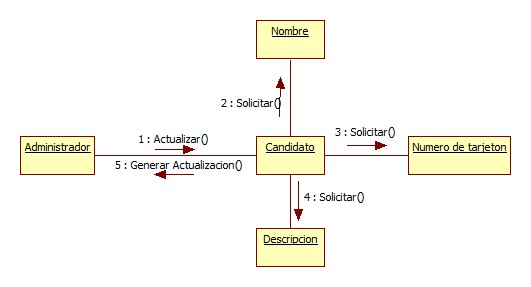 Nombre
2 : Solicitar()
1 : Actualizar()
3 : Solicitar()
Administrador
Candidato
Numero de tarjeton
5 : Generar Actualizacion()
4 : Solicitar()
Descripcion